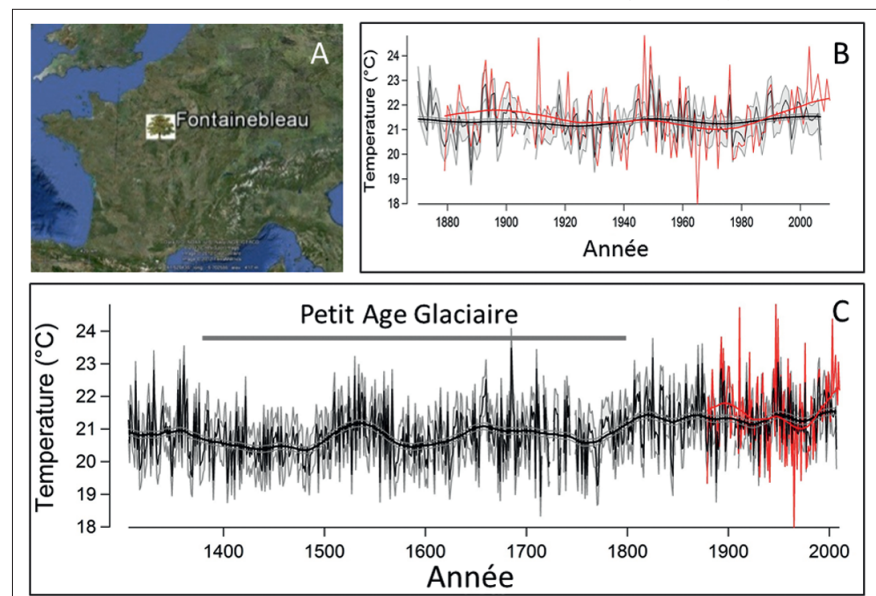 A
Fontainebleau
B
Temperature (°C)
24
23
22
21
20
19
18
1880 1900 1920 1940 1960 1980 2000
Année
C
Petit Age Glaciaire
Temperature (°C)
24
23
22
21
20
19
18
1400 1500 1600 1700 1800 1900 2000
Année